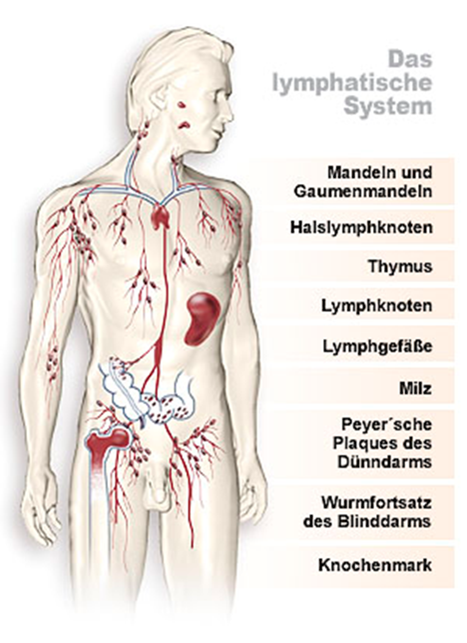 Das
lymphatische
System
Mandeln und
Gaumenmandeln
Halslymphknoten
Thymus
Lymphknoten
Lymphgefäße
Milz
Peyer´sche
Plaques des
Dünndarms
Wurmfortsatz
des Blinddarms
Knochenmark